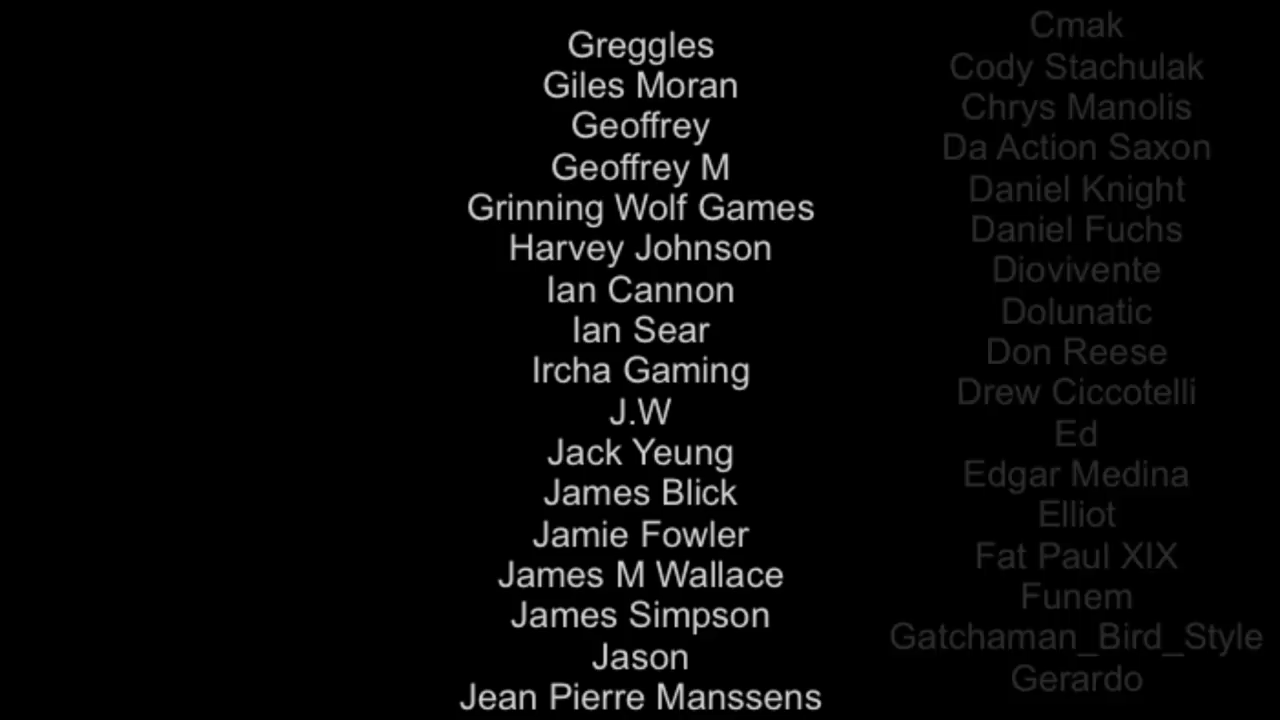 Greggles
Giles Moran
Geoffrey
Geoffrey M
Grinning Wolf Games
Harvey Johnson
Ian Cannon
Ian Sear
Ircha Gaming
J.W
Jack Yeung
James Blick
Jamie Fowler
James M Wallace
James Simpson
Jason
Jean Pierre Manssens
Cmak
Cody Stachulak
Chrys Manolis
Da Action Saxon
Daniel Knight
Daniel Fuchs
Diovivente
Dolunatic
Don Reese
Drew Ciccotelli
Ed
Edgar Medina
Elliot
Fat Paul XIX
Funem
Gatchaman_Bird_Style
Gerardo